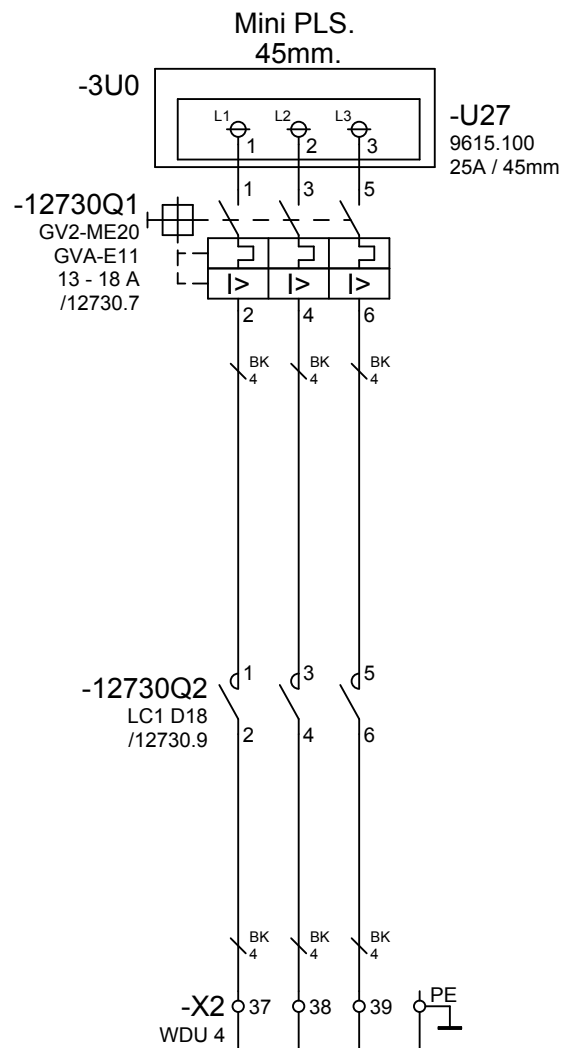 Mini PLS.
45mm.
-3U0
L1 L2 L3
1 2 3
-U27
9615.100
25A / 45mm
1 3 5
-12730Q1
GV2-ME20
GVA-E11
13 - 18 A
/12730.7
I> I> I>
2 4 6
BK BK BK
4 4 4
1 3 5
-12730Q2
LC1 D18
/12730.9
2 4 6
BK BK BK
4 4 4
-X2 37 38 39 PE
WDU 4